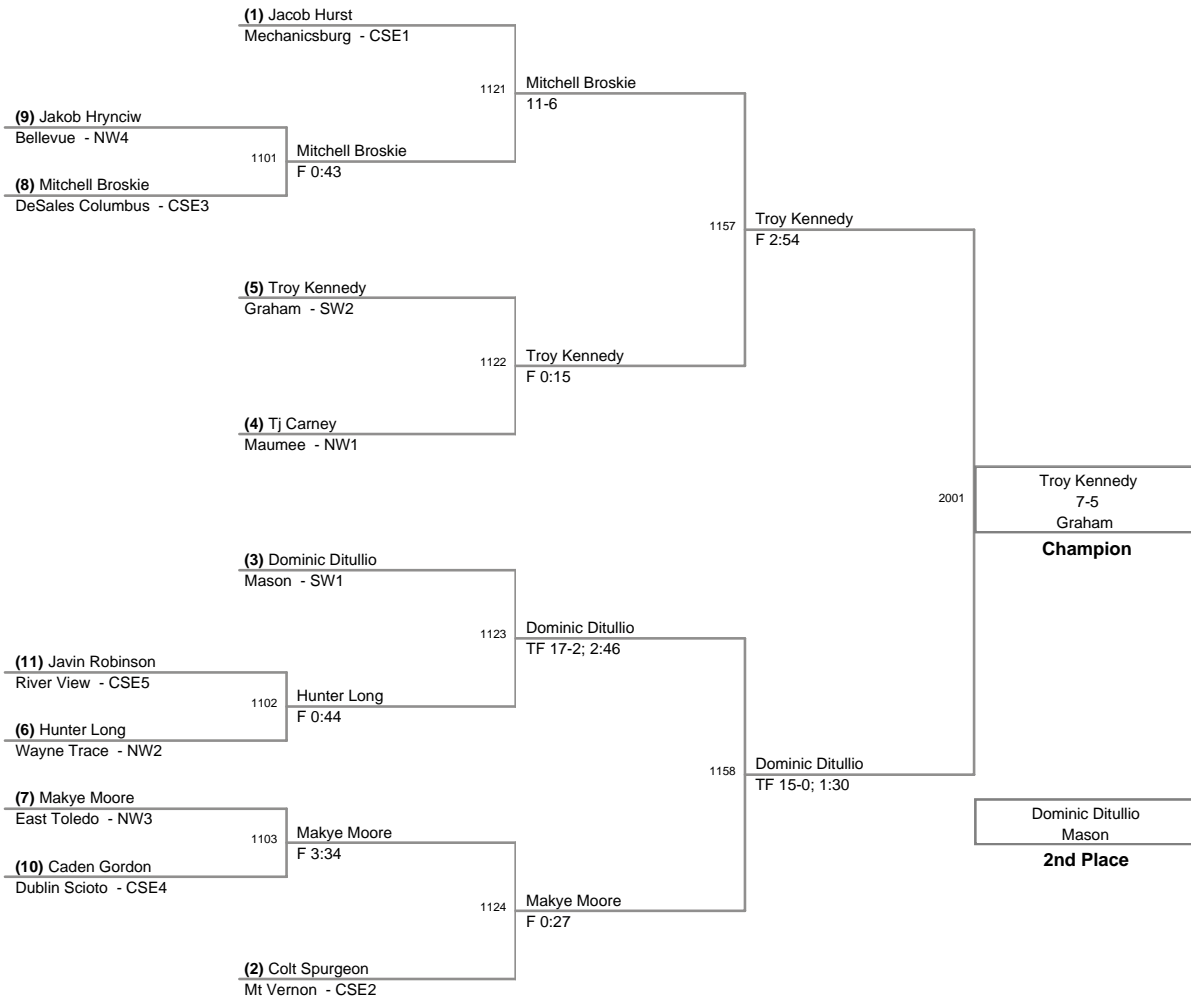 (1) Jacob Hurst
Mechanicsburg - CSE1
1121
Mitchell Broskie
11-6
(9) Jakob Hrynciw
Bellevue - NW4
1101
Mitchell Broskie
F 0:43
(8) Mitchell Broskie
DeSales Columbus - CSE3
1157
Troy Kennedy
F 2:54
(5) Troy Kennedy
Graham - SW2
1122
Troy Kennedy
F 0:15
(4) Tj Carney
Maumee - NW1
2001
Troy Kennedy
7-5
Graham
Champion
(3) Dominic Ditullio
Mason - SW1
1123
Dominic Ditullio
TF 17-2; 2:46
(11) Javin Robinson
River View - CSE5
1102
Hunter Long
F 0:44
(6) Hunter Long
Wayne Trace - NW2
1158
Dominic Ditullio
TF 15-0; 1:30
(7) Makye Moore
East Toledo - NW3
1103
Makye Moore
F 3:34
(10) Caden Gordon
Dublin Scioto - CSE4
Dominic Ditullio
Mason
2nd Place
1124
Makye Moore
F 0:27
(2) Colt Spurgeon
Mt Vernon - CSE2